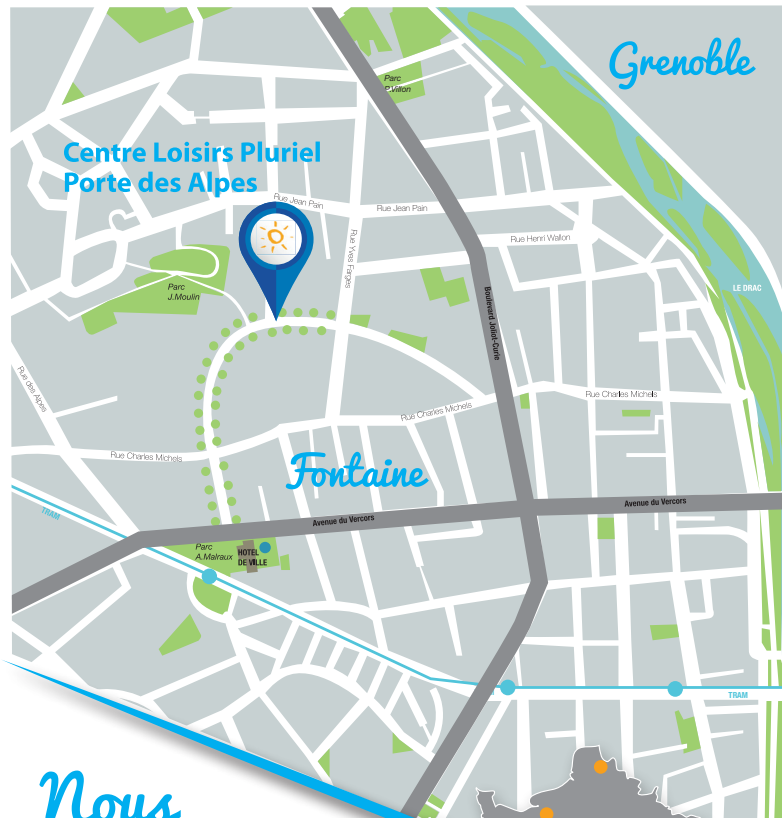 Grenoble
Parc
P.Villon
Centre Loisirs Pluriel
Porte des Alpes
Rue Jean Pain
Rue Jean Pain
Rue Henri Wallon
Rue Yves Farges
Parc
J.Moulin
LE DRAC
Boulevard Joliot-Curie
Rue des Alpes
Rue Charles Michels
Rue Charles Michels
Rue Charles Michels
Fontaine
TRAM
Avenue du Vercors
Avenue du Vercors
Parc
A.Malraux
HOTEL
DE VILLE
TRAM
Nous